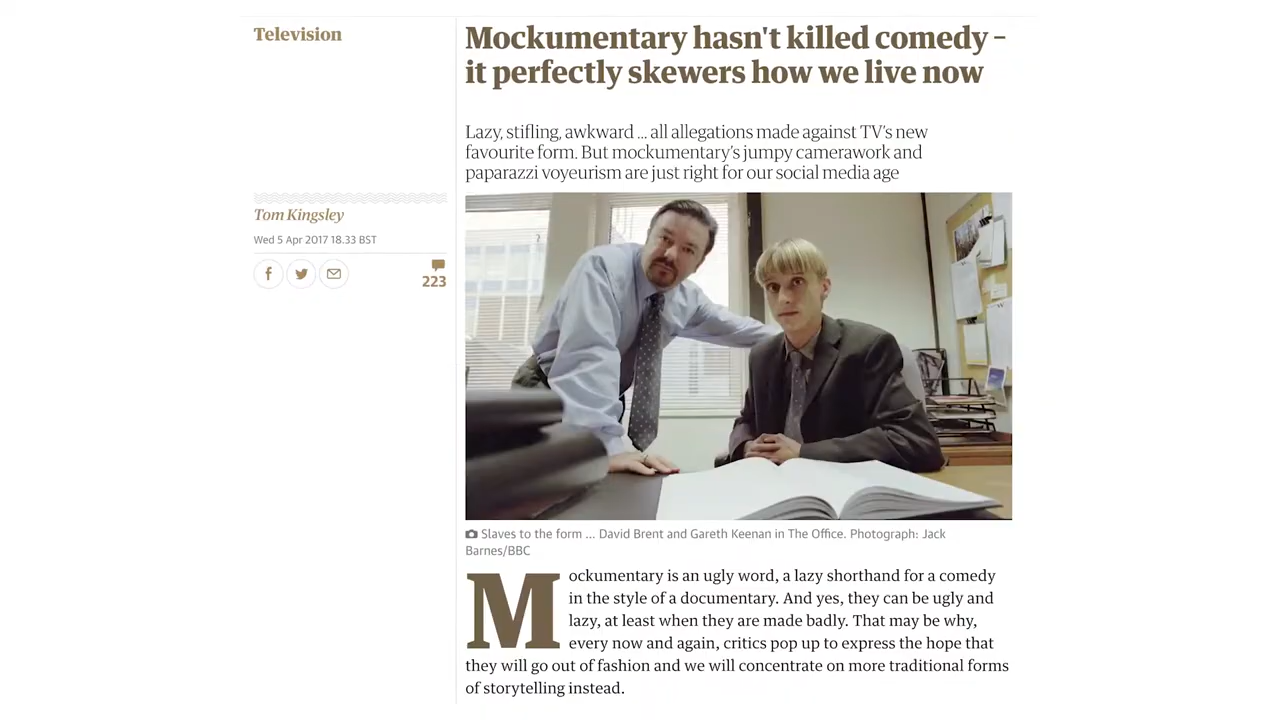 Television
Mockumentary hasn't killed comedy –
it perfectly skewers how we live now
Lazy, stifling, awkward ... all allegations made against TV's new
favourite form. But mockumentary's jumpy camerawork and
paparazzi voyeurism are just right for our social media age
Tom Kingsley
Wed 5 Apr 2017 18.33 BST
223
Slaves to the form ... David Brent and Gareth Keenan in The Office. Photograph: Jack
Barnes/BBC
Mockumentary is an ugly word, a lazy shorthand for a comedy
in the style of a documentary. And yes, they can be ugly and
lazy, at least when they are made badly. That may be why,
every now and again, critics pop up to express the hope that
they will go out of fashion and we will concentrate on more traditional forms
of storytelling instead.